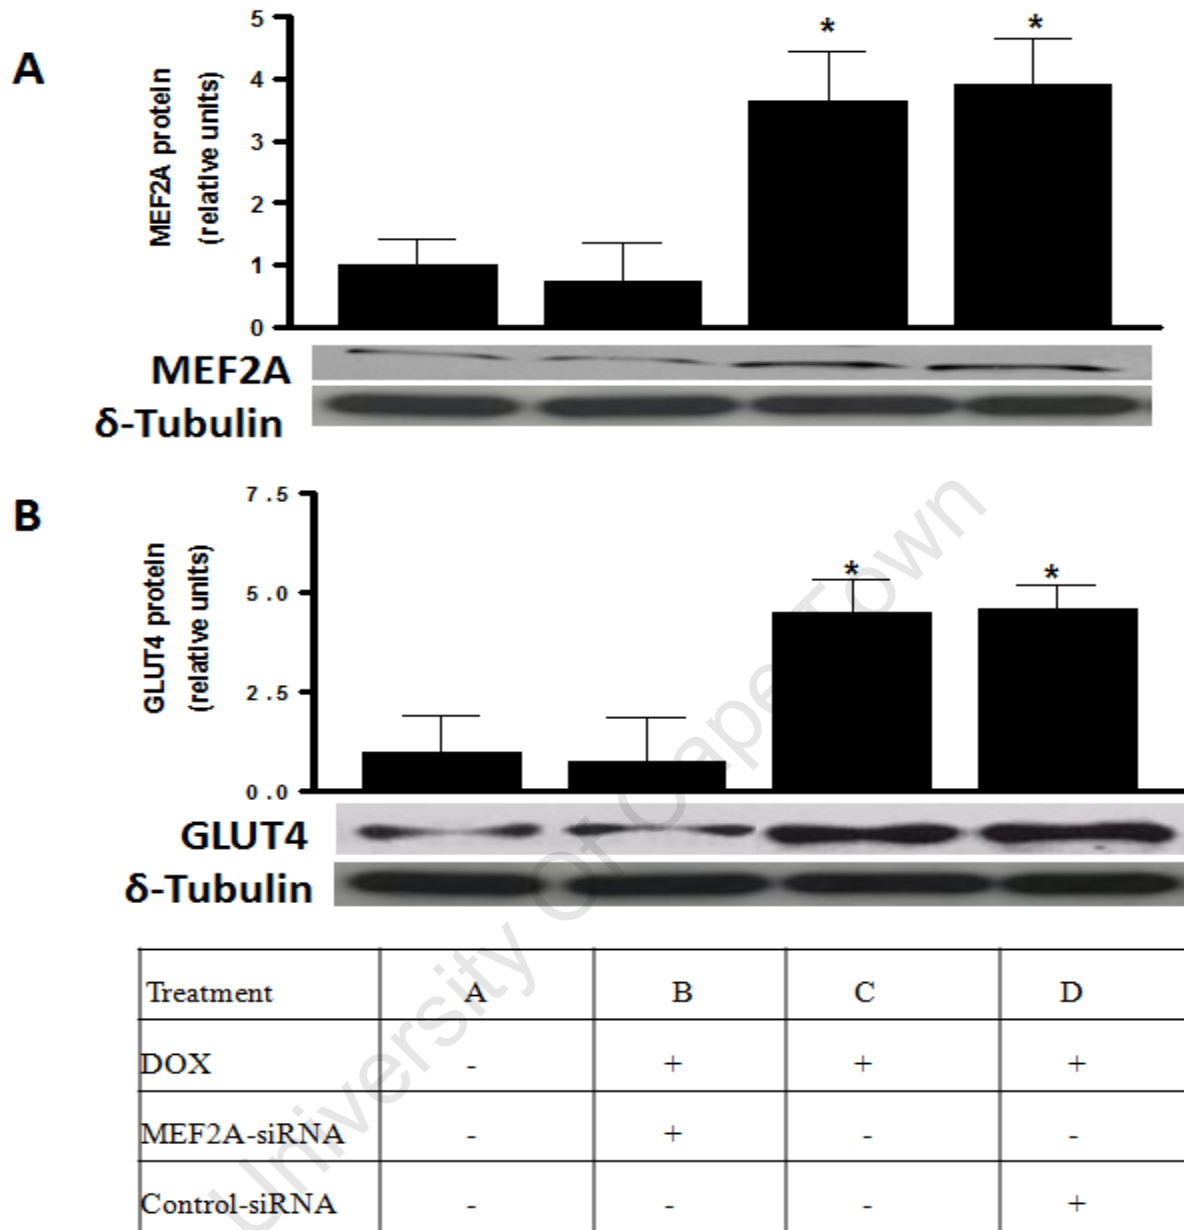 A
MEF2A protein
(relative units)
5
4
3
2
1
0
*
*
MEF2A
δ-Tubulin
B
GLUT4 protein
(relative units)
7.5
5.0
2.5
0.0
*
*
GLUT4
δ-Tubulin
Treatment A B C D
DOX - + + +
MEF2A-siRNA - + - -
Control-siRNA - - - +
University of Cape Town